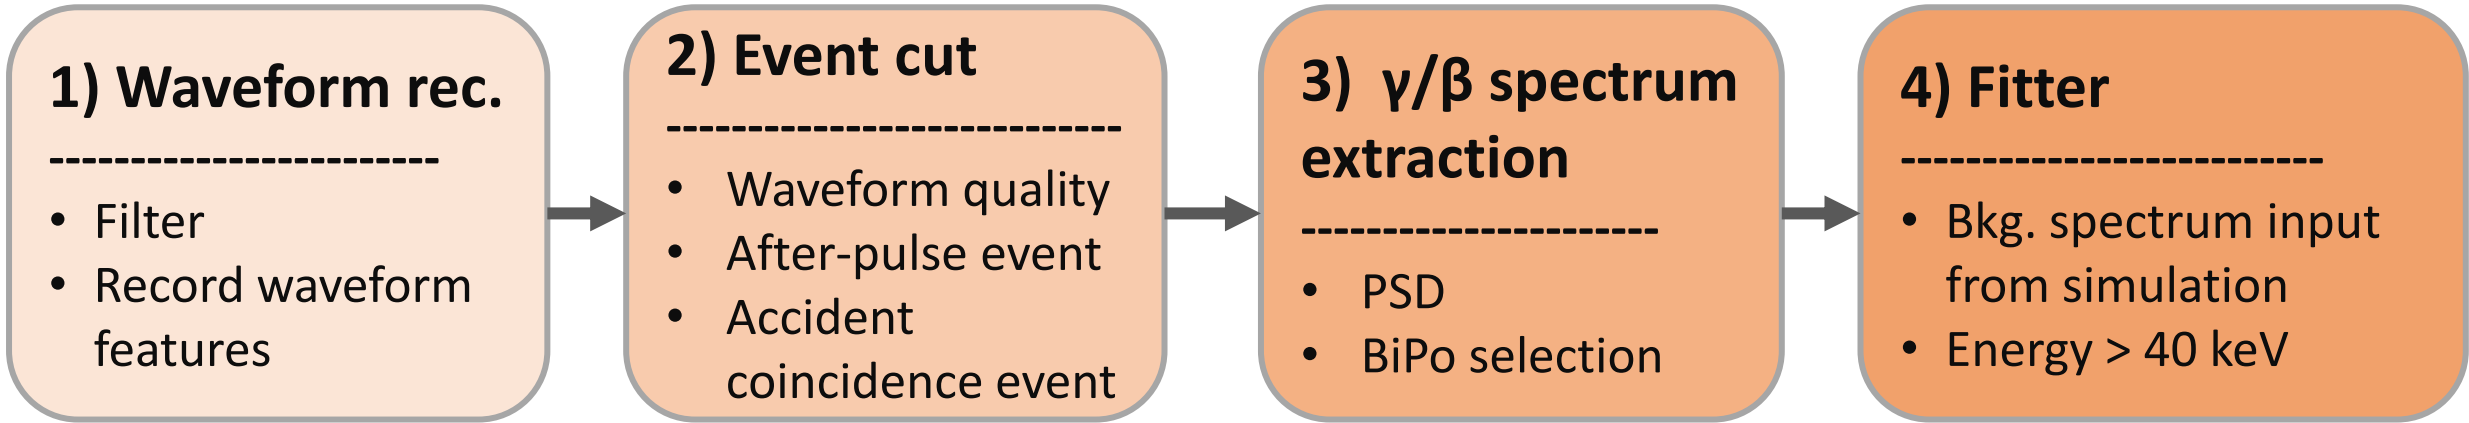 1) Waveform rec.
------------------------
• Filter
• Record waveform
features
2) Event cut
----------------------------
• Waveform quality
• After-pulse event
• Accident
coincidence event
3) γ/β spectrum
extraction
----------------------
• PSD
• BiPo selection
4) Fitter
--------------------------
• Bkg. spectrum input
from simulation
• Energy > 40 keV